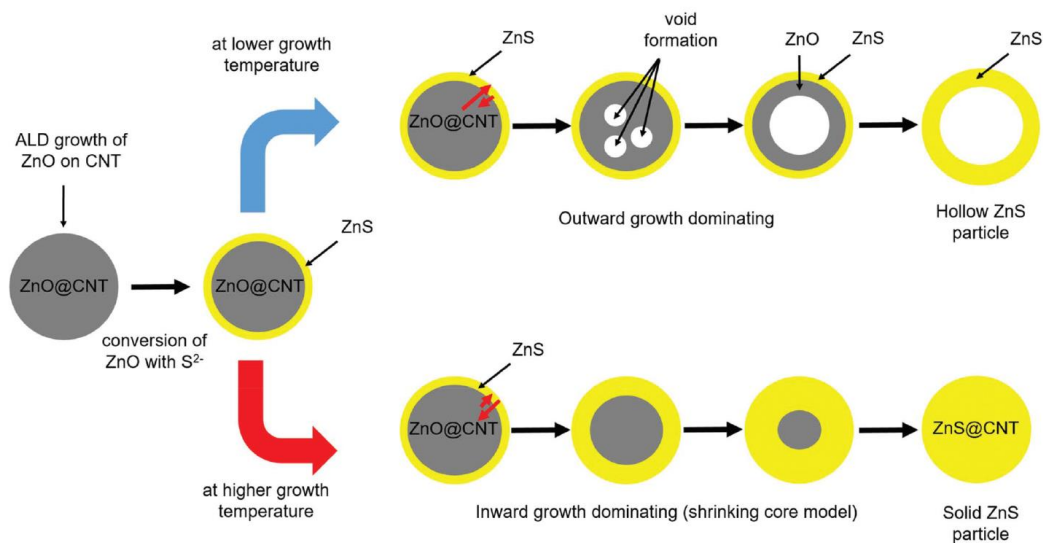 at lower growth
temperature
ZnS
void
formation
ZnO
ZnS
ZnS
ZnO@CNT
Outward growth dominating
Hollow ZnS
particle
ALD growth of
ZnO on CNT
ZnO@CNT
conversion of
ZnO with S²⁻
ZnS
ZnO@CNT
at higher growth
temperature
ZnS
ZnO@CNT
ZnS@CNT
Inward growth dominating (shrinking core model)
Solid ZnS
particle